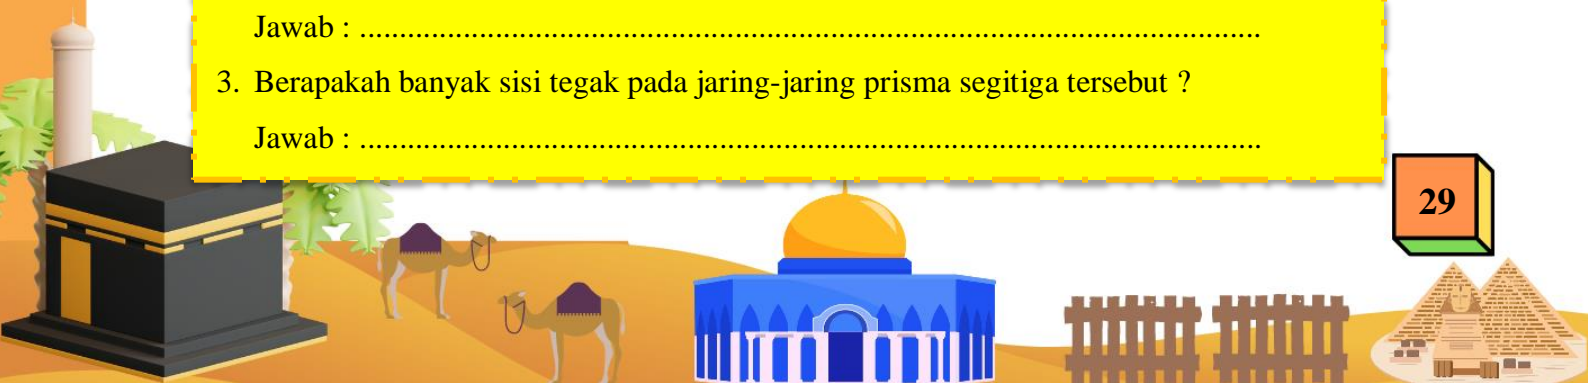 Jawab : .................................................................................................................
3. Berapakah banyak sisi tegak pada jaring-jaring prisma segitiga tersebut ?
Jawab : .................................................................................................................
29